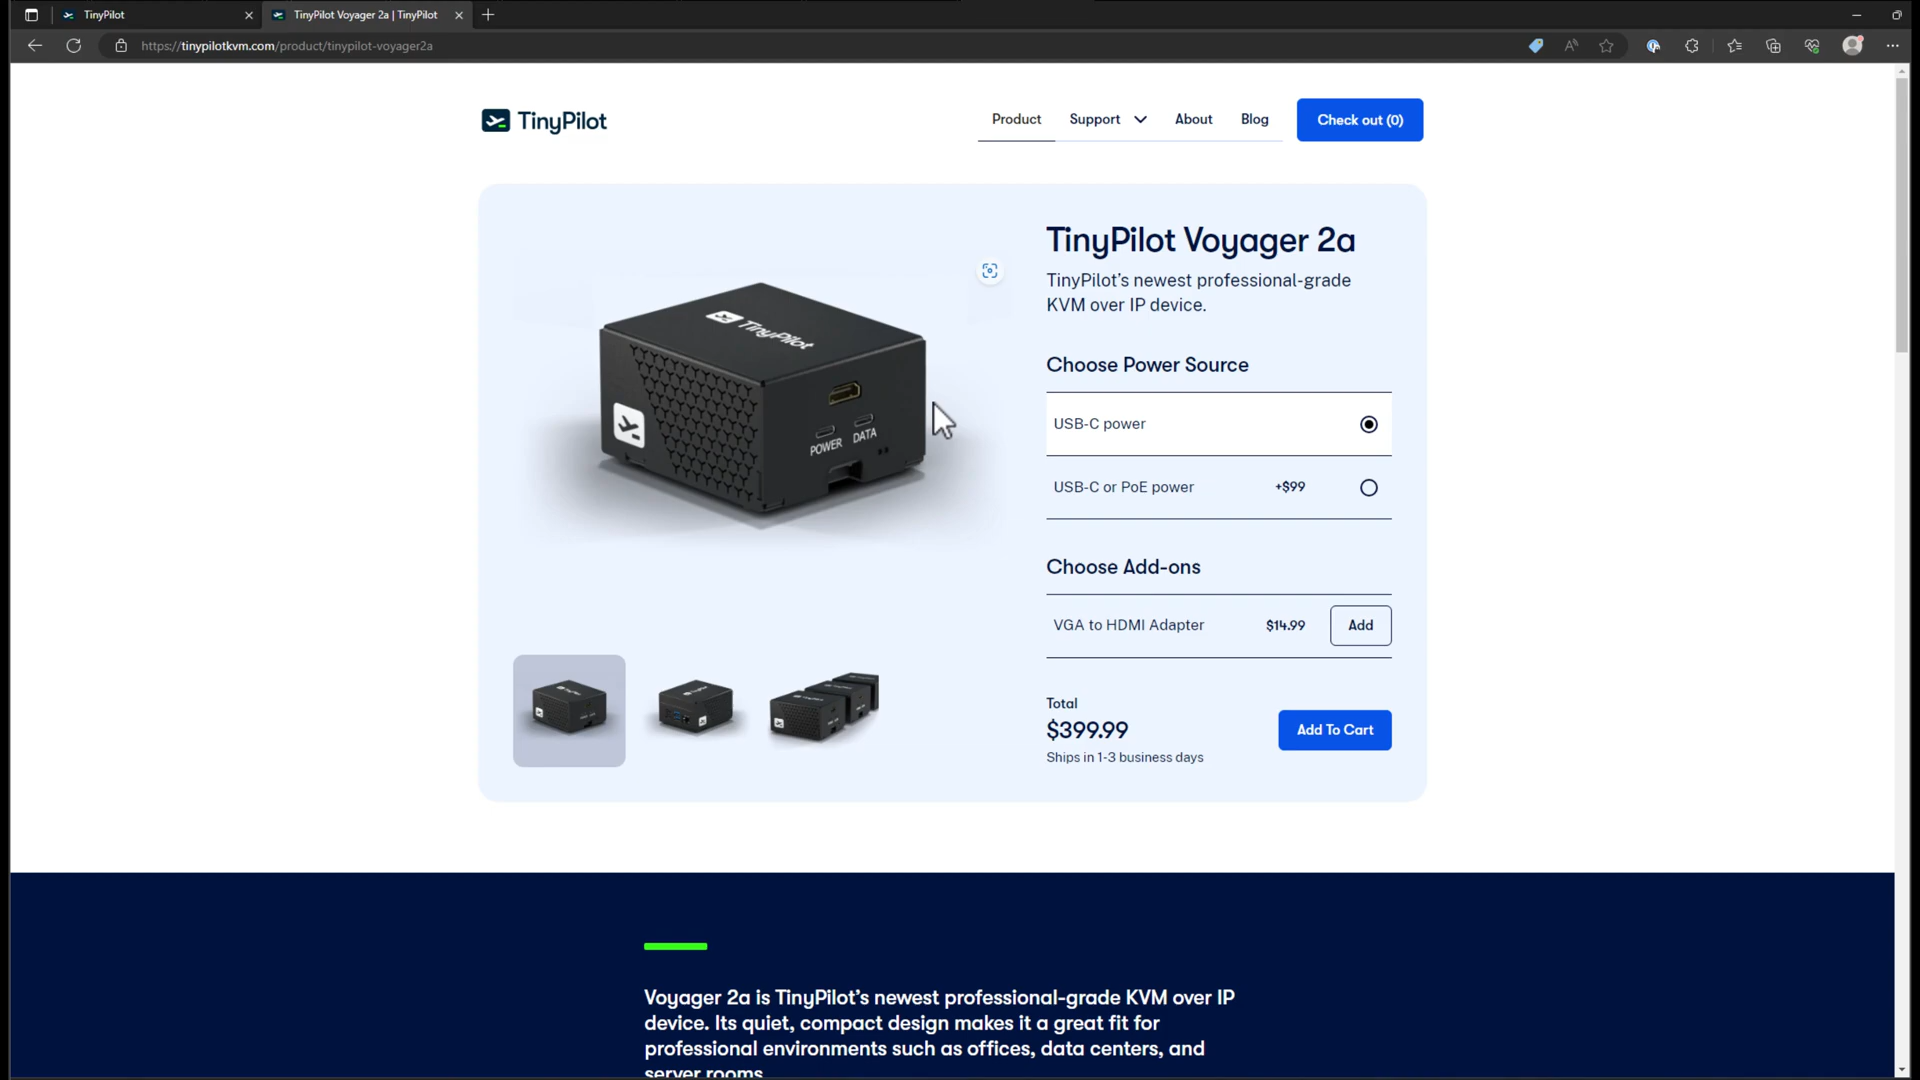 TinyPilot
TinyPilot Voyager 2a | TinyPilot
https://tinypilotkvm.com/product/tinypilot-voyager2a
TinyPilot
Product
Support
About
Blog
Check out (0)
TinyPilot
POWER
DATA
TinyPilot Voyager 2a
TinyPilot's newest professional-grade
KVM over IP device.
Choose Power Source
USB-C power
USB-C or PoE power +$99
Choose Add-ons
VGA to HDMI Adapter $14.99 Add
Total
$399.99
Ships in 1-3 business days
Add To Cart
Voyager 2a is TinyPilot's newest professional-grade KVM over IP
device. Its quiet, compact design makes it a great fit for
professional environments such as offices, data centers, and
server rooms